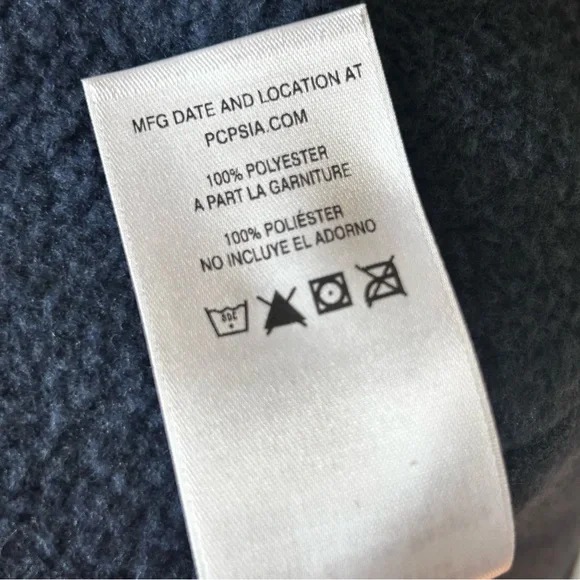 MFG DATE AND LOCATION AT
PCPSIA.COM
100% POLYESTER
A PART LA GARNITURE
100% POLIÉSTER
NO INCLUYE EL ADORNO